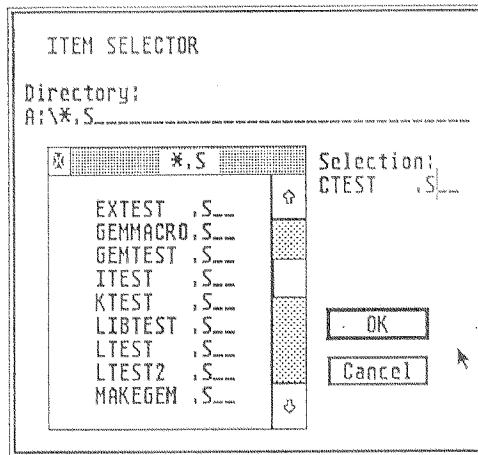 ITEM SELECTOR
Directory:
A:\*.S
*.S
EXTEST .S
GEMMACRO.S
GEMTEST .S
ITEST .S
KTEST .S
LIBTEST .S
LTEST .S
LTEST2 .S
MAKEGEM .S
Selection:
CTEST .S
OK
Cancel